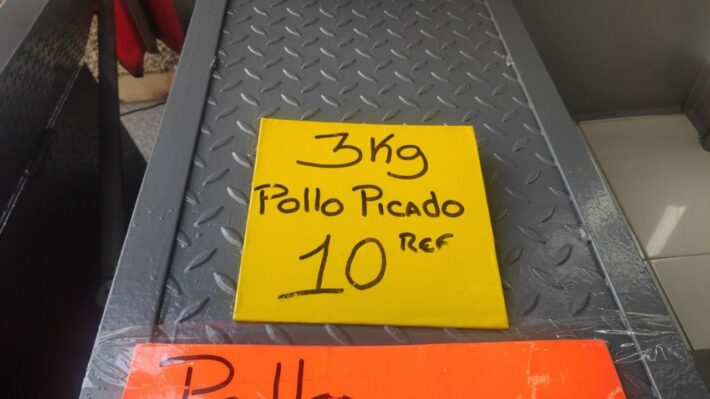 3Kg
Pollo Picado
10 REF